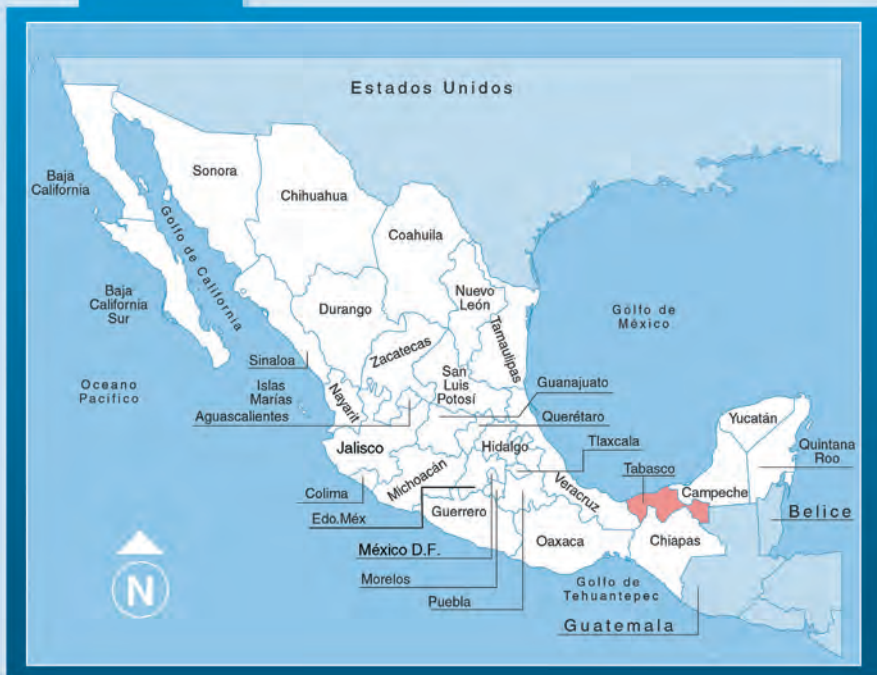 Estados Unidos
Baja
California
Sonora
Chihuahua
Golfo de California
Coahuila
Baja
California
Sur
Durango
Nuevo
León
Tamaulipas
Golfo de
México
Sinaloa
Zacatecas
San
Luis
Potosí
Oceano
Pacífico
Islas
Marías
Nayarit
Guanajuato
Aguascalientes
Querétaro
Yucatán
Jalisco
Hidalgo
Tlaxcala
Quintana
Roo
Michoacán
Veracruz
Tabasco
Campeche
Colima
Belice
Edo.Méx
Guerrero
México D.F.
Oaxaca
Chiapas
Morelos
Golfo de
Tehuantepec
Puebla
Guatemala
N